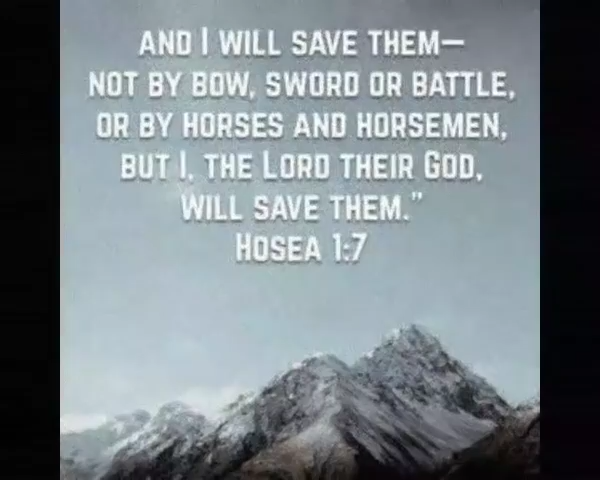 AND I WILL SAVE THEM—
NOT BY BOW, SWORD OR BATTLE,
OR BY HORSES AND HORSEMEN,
BUT I, THE LORD THEIR GOD,
WILL SAVE THEM."
HOSEA 1:7